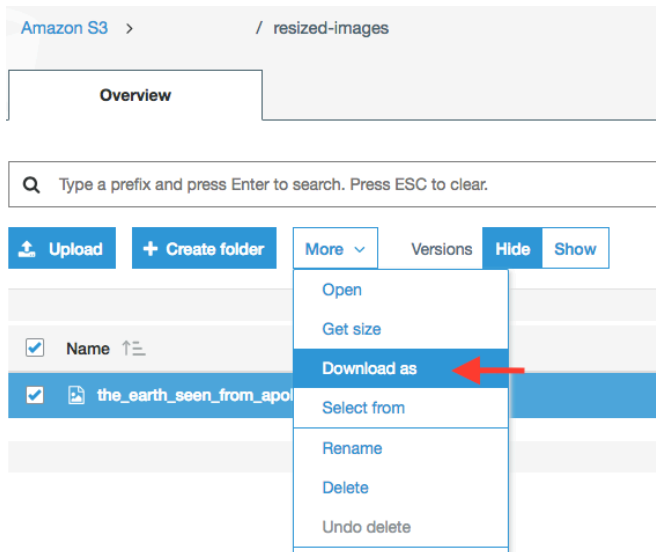 Amazon S3 > / resized-images
Overview
Type a prefix and press Enter to search. Press ESC to clear.
Upload + Create folder More Versions Hide Show
Open
Get size
Name
Download as
the_earth_seen_from_apol
Select from
Rename
Delete
Undo delete